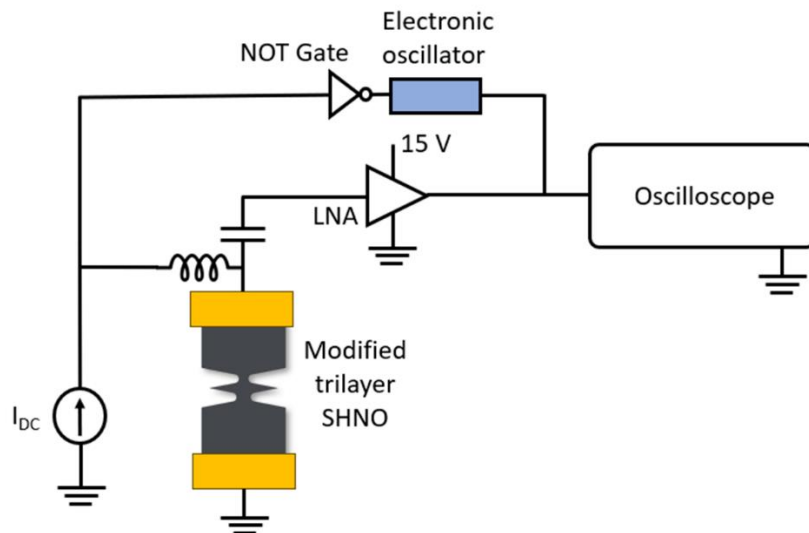 Electronic
oscillator
NOT Gate
15 V
LNA
Oscilloscope
Modified
trilayer
SHNO
I_DC